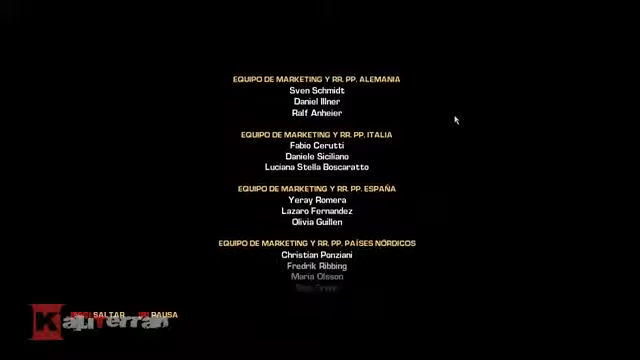 EQUIPO DE MARKETING Y RR. PP. ALEMANIA
Sven Schmidt
Daniel Illner
Ralf Anheier
EQUIPO DE MARKETING Y RR. PP. ITALIA
Fabio Cerutti
Daniele Siciliano
Luciana Stella Boscaratto
EQUIPO DE MARKETING Y RR. PP. ESPAÑA
Yeray Romera
Lazaro Fernandez
Olivia Guillen
EQUIPO DE MARKETING Y RR. PP. PAÍSES NÓRDICOS
Christian Ponziani
Fredrik Ribbing
Maria Olsson
SALTAR PAUSA